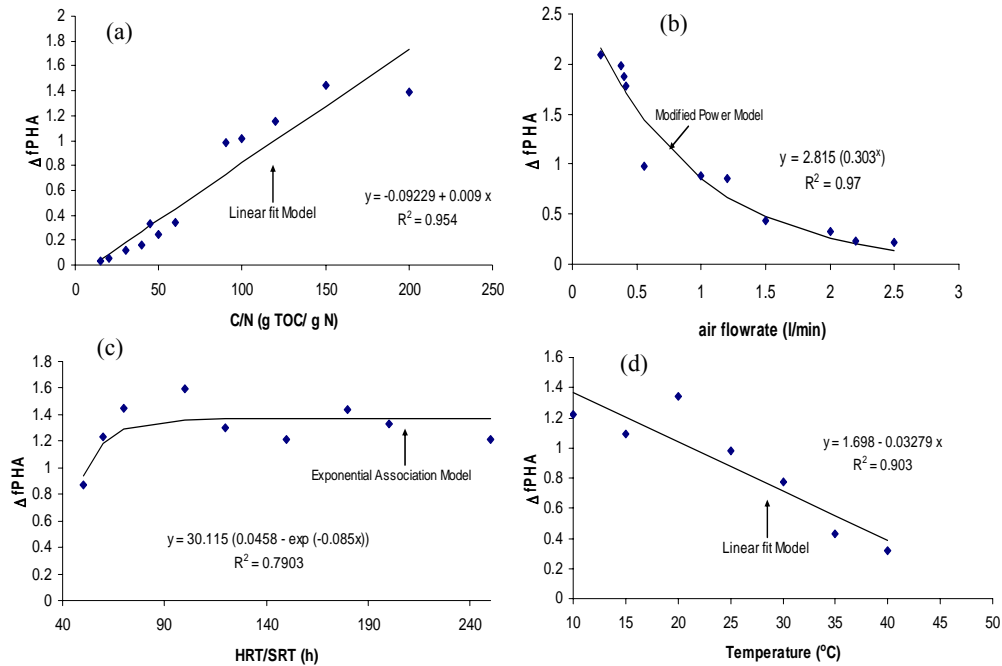 (a)
2
1.8
1.6
1.4
1.2
1
0.8
0.6
0.4
0.2
0
Δ fPHA
Linear fit Model
y = -0.09229 + 0.009 x
R² = 0.954
0 50 100 150 200 250
C/N (g TOC/ g N)
(b)
2.5
2
1.5
1
0.5
0
Δ fPHA
Modified Power Model
y = 2.815 (0.303ˣ)
R² = 0.97
0 0.5 1 1.5 2 2.5 3
air flowrate (l/min)
(c)
1.8
1.6
1.4
1.2
1
0.8
0.6
0.4
0.2
0
Δ fPHA
Exponential Association Model
y = 30.115 (0.0458 - exp (-0.085x))
R² = 0.7903
40 90 140 190 240
HRT/SRT (h)
(d)
1.6
1.4
1.2
1
0.8
0.6
0.4
0.2
0
Δ fPHA
y = 1.698 - 0.03279 x
R² = 0.903
Linear fit Model
10 15 20 25 30 35 40 45 50
Temperature (°C)